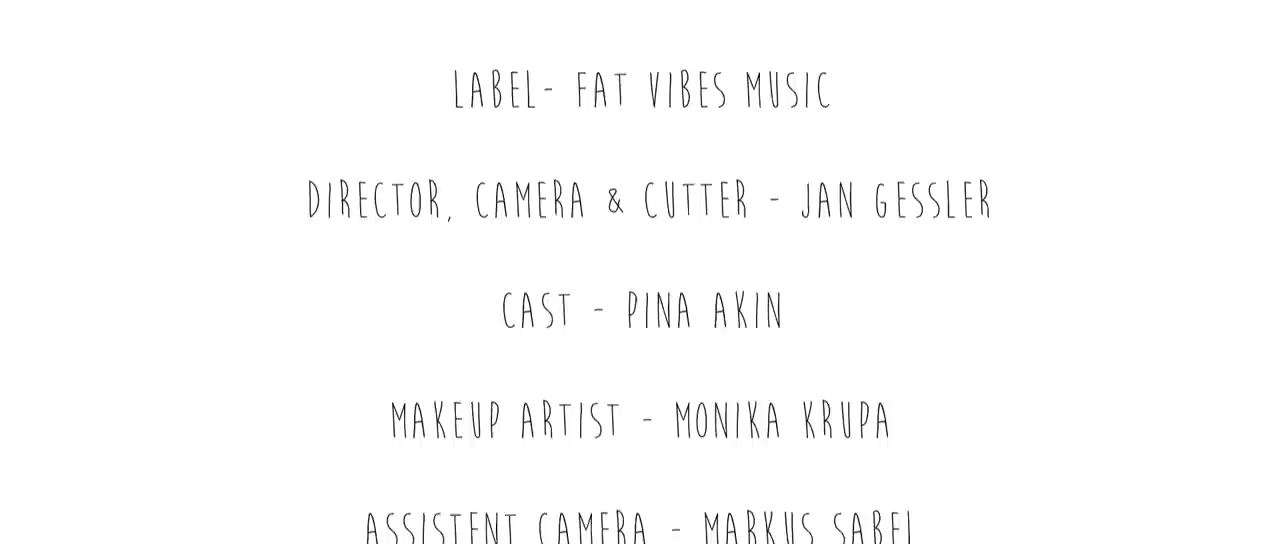 LABEL- FAT VIBES MUSIC
DIRECTOR, CAMERA & CUTTER - JAN GESSLER
CAST - PINA AKIN
MAKEUP ARTIST - MONIKA KRUPA
ASSISTENT CAMERA - MARKUS SABEL